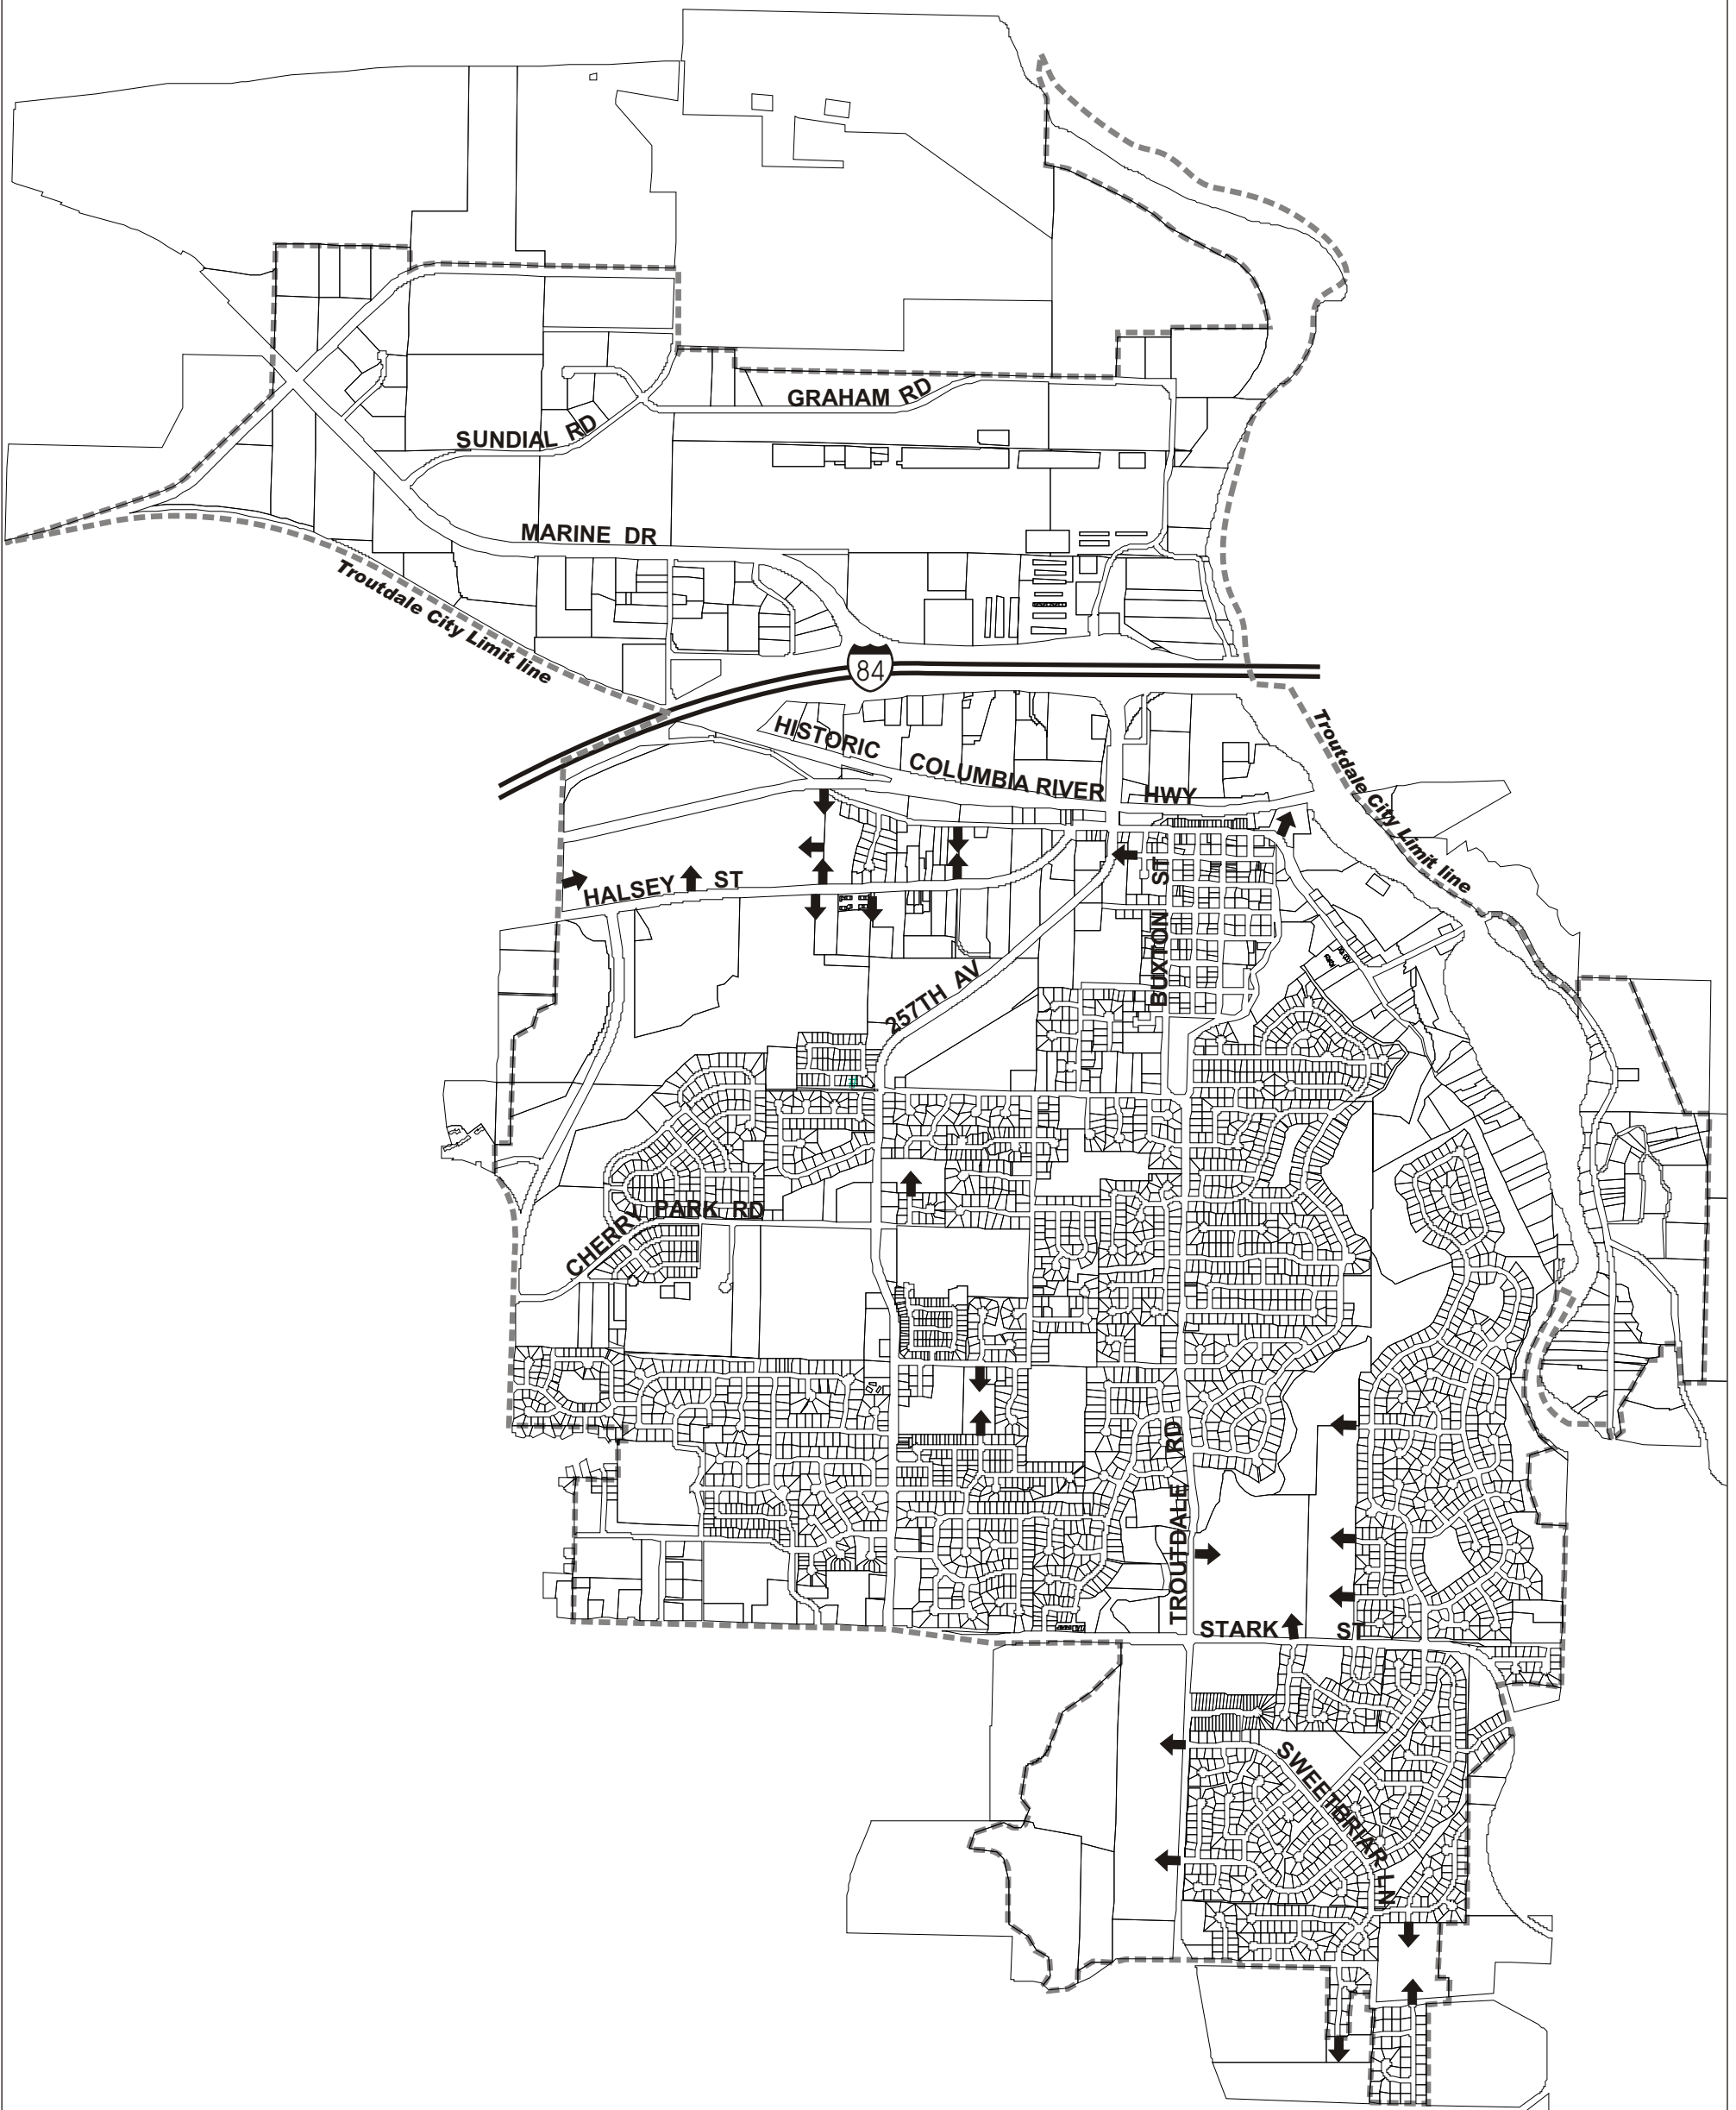 GRAHAM RD
SUNDIAL RD
MARINE DR
Troutdale City Limit line
84
HISTORIC COLUMBIA RIVER HWY
Troutdale City Limit line
HALSEY ST
BUXTON ST
257TH AV
CHERRY PARK RD
TROUTDALE RD
STARK ST
SWEETBRIAR LN